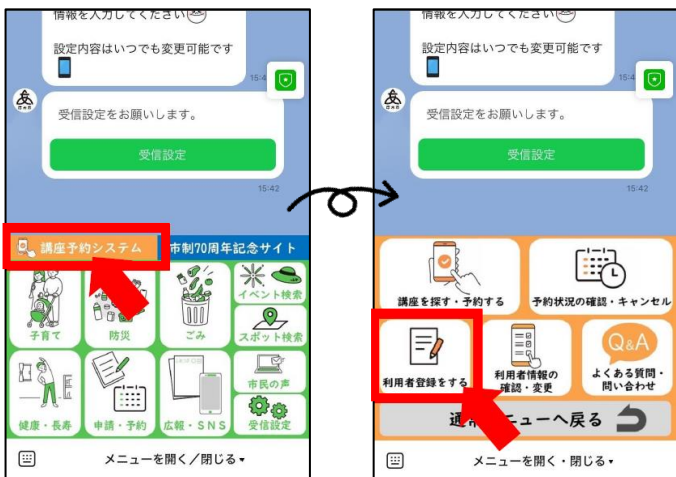 情報を入力してください
設定内容はいつでも変更可能です
受信設定をお願いします。
受信設定
15:42
講座予約システム
市制70周年記念サイト
子育て
防災
ごみ
イベント検索
スポット検索
健康・長寿
申請・予約
広報・SNS
市民の声
受信設定
メニューを開く／閉じる▾
情報を入力してください
設定内容はいつでも変更可能です
受信設定をお願いします。
受信設定
15:42
講座を探す・予約する
予約状況の確認・キャンセル
利用者登録をする
利用者情報の
確認・変更
Q&A
よくある質問・
問い合わせ
ューへ戻る
メニューを開く・閉じる▾